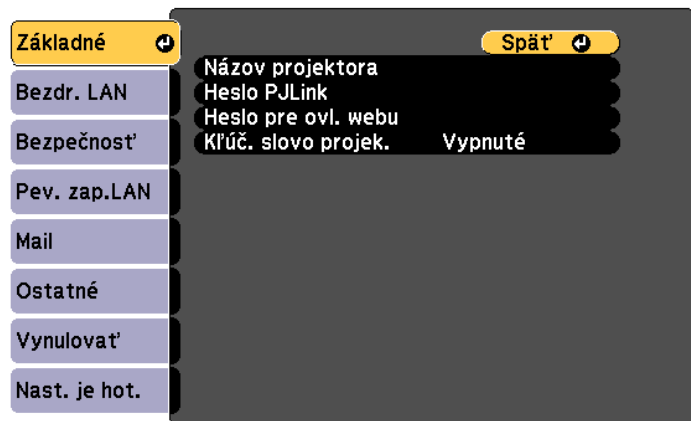 Základné
Bezdr. LAN
Bezpečnosť
Pev. zap.LAN
Mail
Ostatné
Vynulovať
Nast. je hot.
Späť
Názov projektora
Heslo PJLink
Heslo pre ovl. webu
Kľúč. slovo projek. Vypnuté